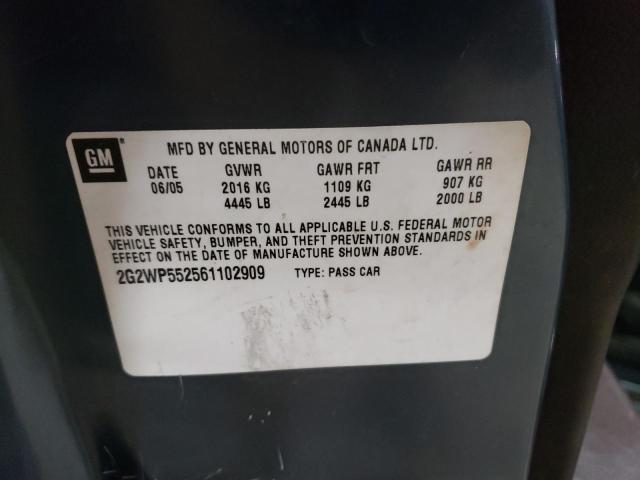 GM
MFD BY GENERAL MOTORS OF CANADA LTD.
DATE GVWR GAWR FRT GAWR RR
06/05 2016 KG 1109 KG 907 KG
4445 LB 2445 LB 2000 LB
THIS VEHICLE CONFORMS TO ALL APPLICABLE U.S. FEDERAL MOTOR
VEHICLE SAFETY, BUMPER, AND THEFT PREVENTION STANDARDS IN
EFFECT ON THE DATE OF MANUFACTURE SHOWN ABOVE.
2G2WP552561102909 TYPE: PASS CAR